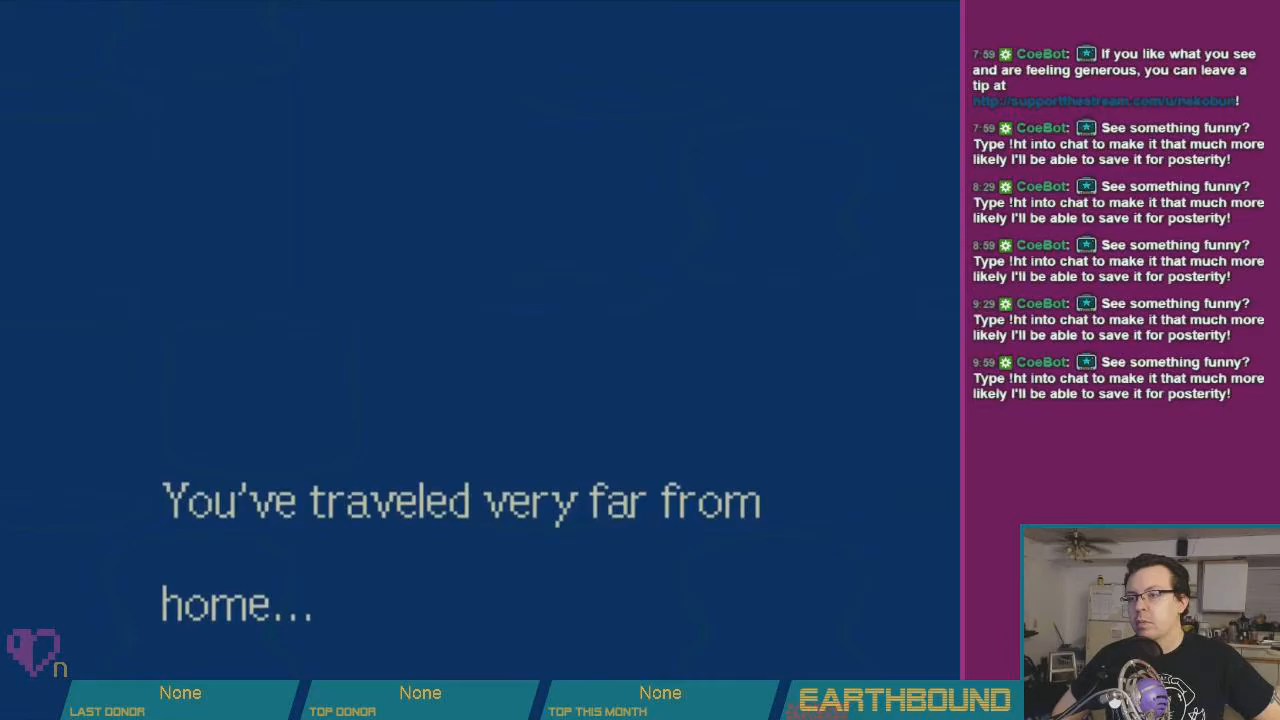 You've traveled very far from
home...
7:59 CoeBot: If you like what you see
and are feeling generous, you can leave a
tip at
http://supportthestream.com/u/nekobun!
7:59 CoeBot: See something funny?
Type !ht into chat to make it that much more
likely I'll be able to save it for posterity!
8:29 CoeBot: See something funny?
Type !ht into chat to make it that much more
likely I'll be able to save it for posterity!
8:59 CoeBot: See something funny?
Type !ht into chat to make it that much more
likely I'll be able to save it for posterity!
9:29 CoeBot: See something funny?
Type !ht into chat to make it that much more
likely I'll be able to save it for posterity!
9:59 CoeBot: See something funny?
Type !ht into chat to make it that much more
likely I'll be able to save it for posterity!
n
None
LAST DONOR
None
TOP DONOR
None
TOP THIS MONTH
EARTHBOUND